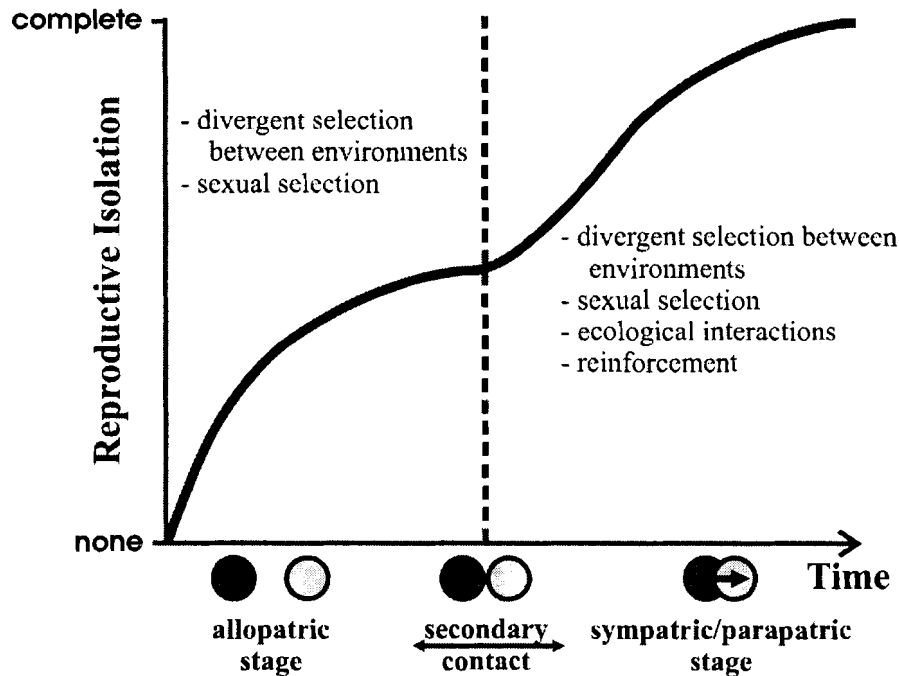 complete
Reproductive Isolation
- divergent selection
between environments
- sexual selection
- divergent selection between
environments
- sexual selection
- ecological interactions
- reinforcement
none
Time
allopatric
stage
secondary
contact
sympatric/parapatric
stage